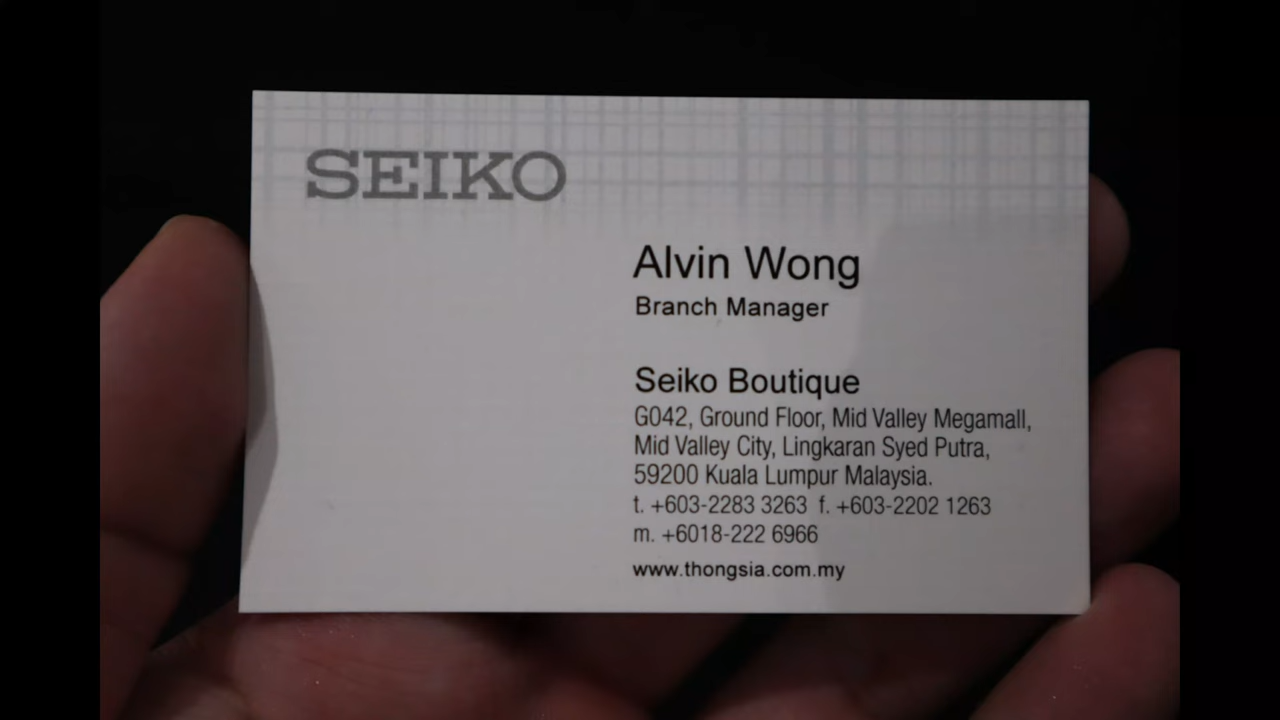 SEIKO
Alvin Wong
Branch Manager
Seiko Boutique
G042, Ground Floor, Mid Valley Megamall,
Mid Valley City, Lingkaran Syed Putra,
59200 Kuala Lumpur Malaysia.
t. +603-2283 3263 f. +603-2202 1263
m. +6018-222 6966
www.thongsia.com.my